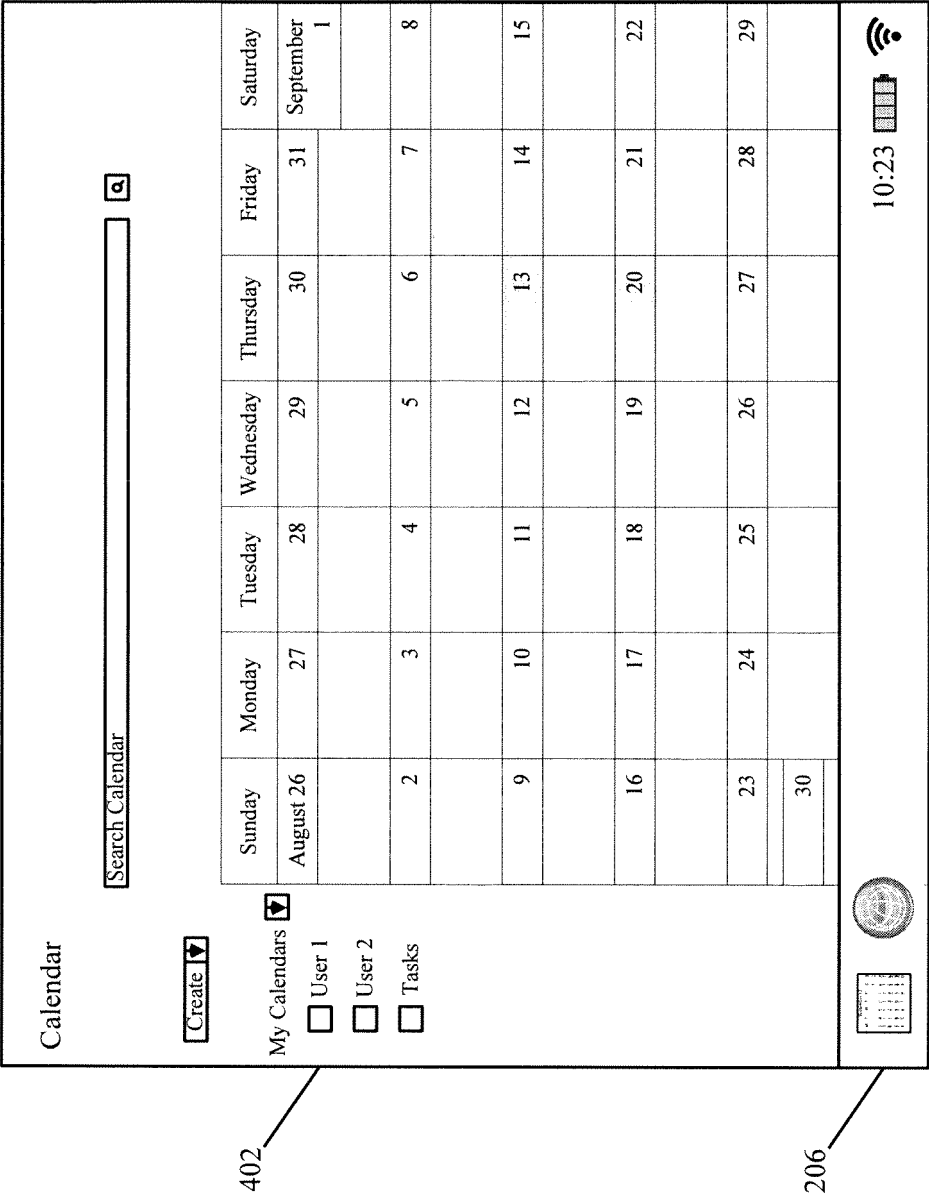 Calendar
Search Calendar
Create
My Calendars
User 1
User 2
Tasks
Sunday Monday Tuesday Wednesday Thursday Friday Saturday
August 26 27 28 29 30 31 September 1
2 3 4 5 6 7 8
9 10 11 12 13 14 15
16 17 18 19 20 21 22
23 24 25 26 27 28 29
30
10:23
402
206